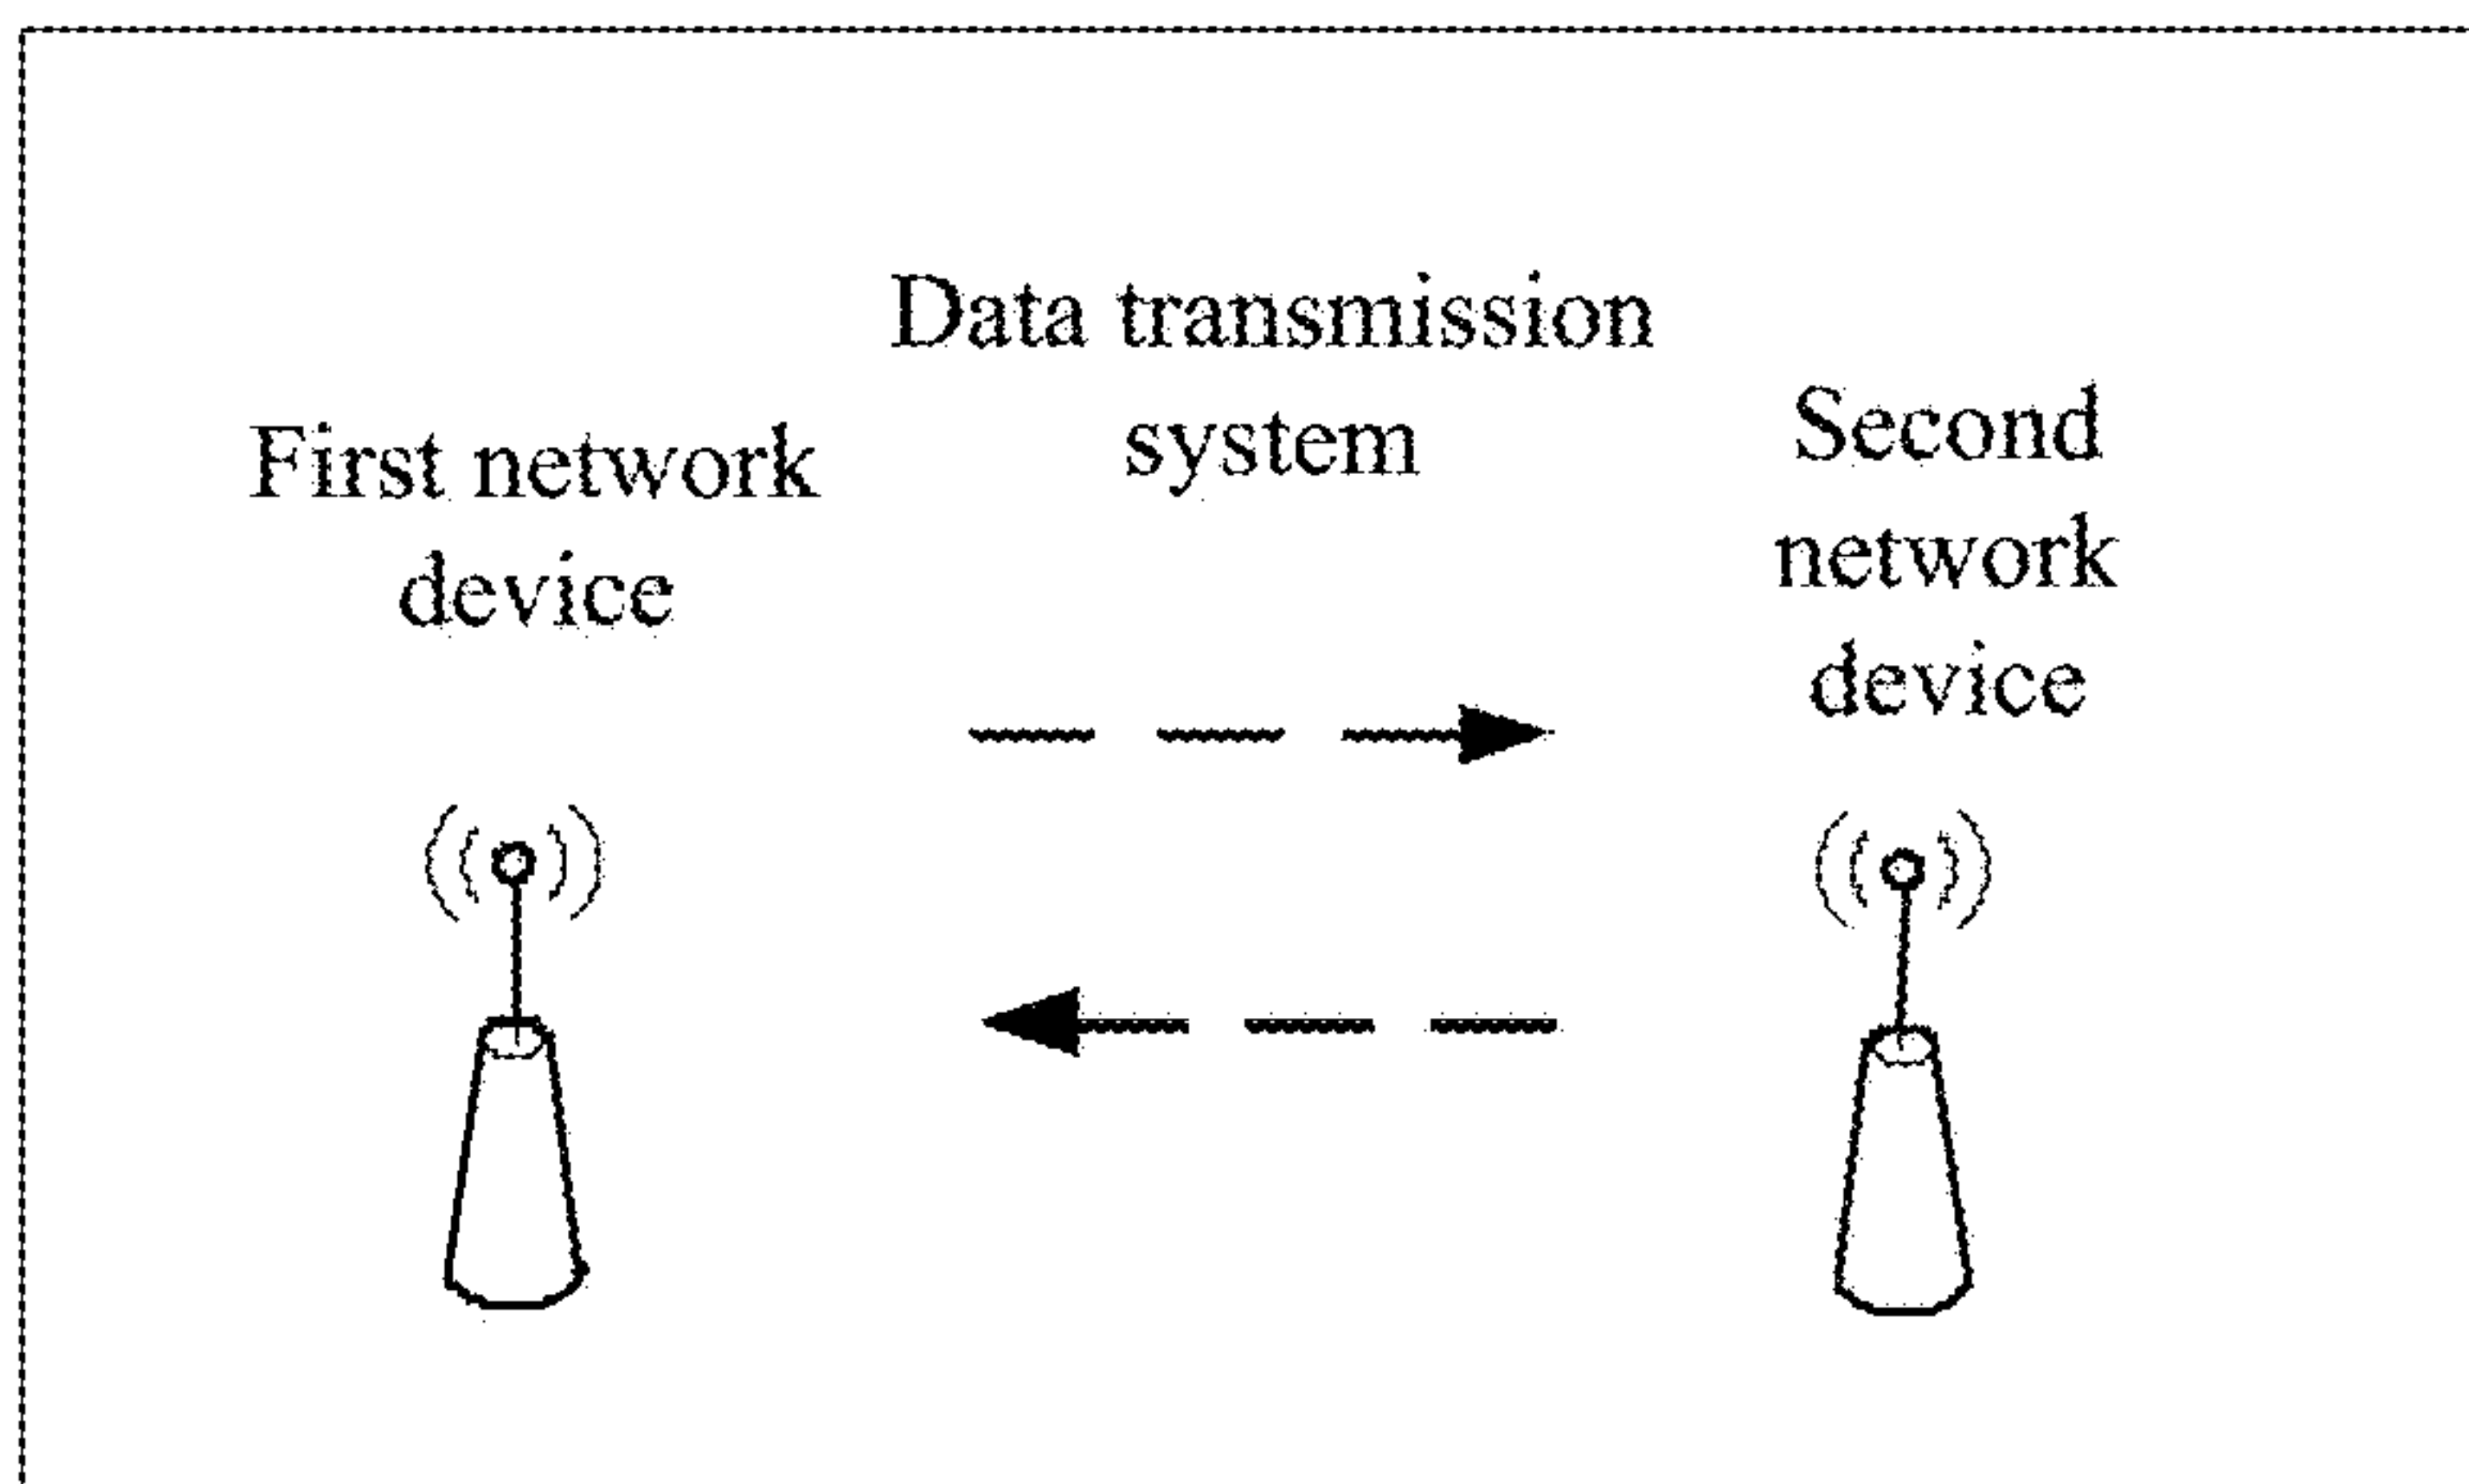 Data transmission
system
First network
device
Second
network
device